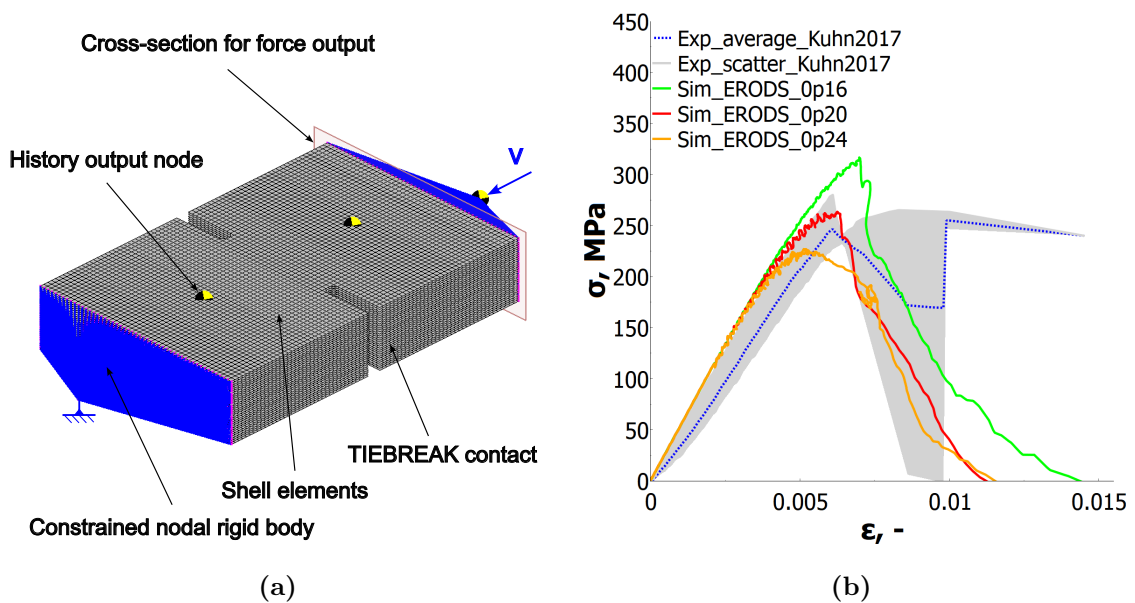 Cross-section for force output
History output node
V
TIEBREAK contact
Shell elements
Constrained nodal rigid body
(a)
450
400
350
300
250
200
150
100
50
0
σ, MPa
Exp_average_Kuhn2017
Exp_scatter_Kuhn2017
Sim_ERODS_0p16
Sim_ERODS_0p20
Sim_ERODS_0p24
0
0.005
0.01
0.015
ε, -
(b)